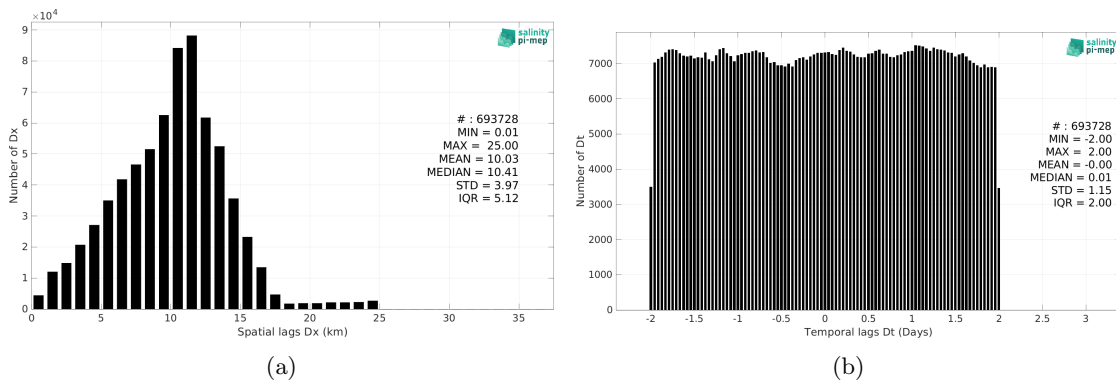 ×10⁴
9
8
7
6
5
4
3
2
1
0
Number of Dx
0
5
10
15
20
25
30
35
Spatial lags Dx (km)
salinity
pi-mep
# : 693728
MIN = 0.01
MAX = 25.00
MEAN = 10.03
MEDIAN = 10.41
STD = 3.97
IQR = 5.12
(a)
7000
6000
5000
4000
3000
2000
1000
0
Number of Dt
-2
-1.5
-1
-0.5
0
0.5
1
1.5
2
2.5
3
Temporal lags Dt (Days)
salinity
pi-mep
# : 693728
MIN = -2.00
MAX = 2.00
MEAN = -0.00
MEDIAN = 0.01
STD = 1.15
IQR = 2.00
(b)